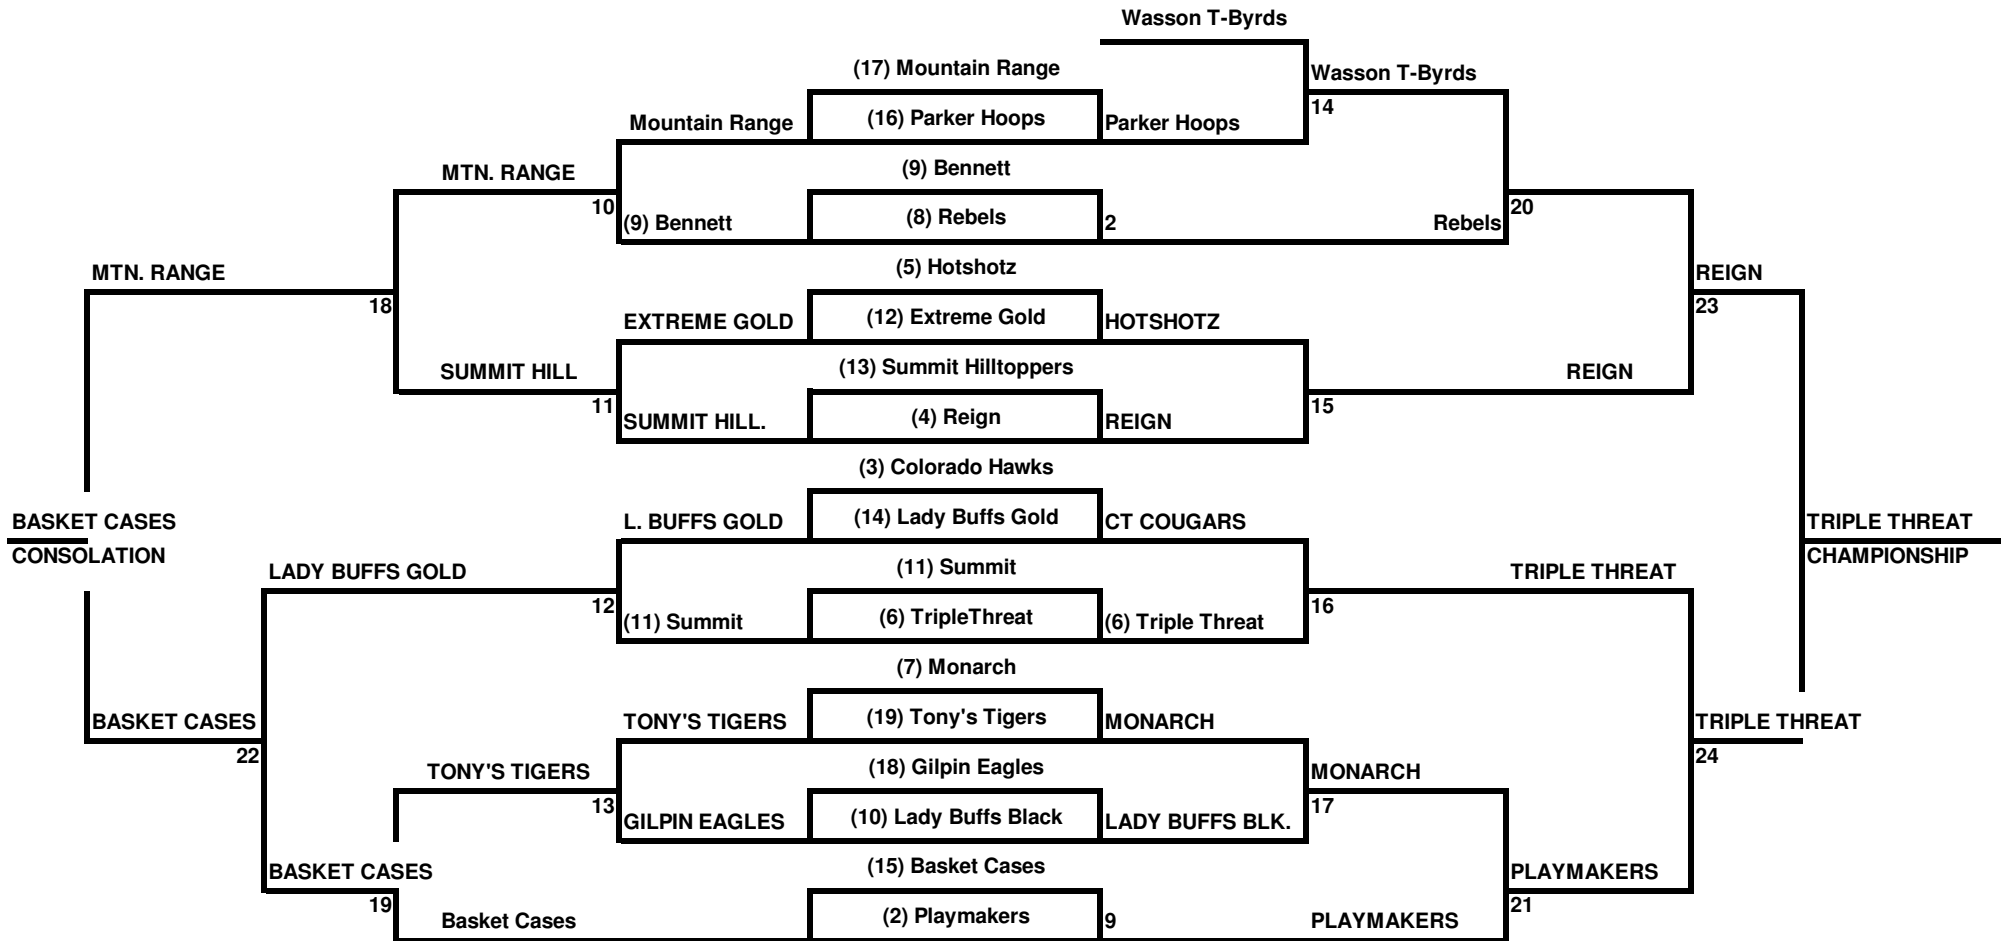 Wasson T-Byrds
(17) Mountain Range
Wasson T-Byrds
14
Mountain Range
(16) Parker Hoops
Parker Hoops
MTN. RANGE
(9) Bennett
10
(9) Bennett
(8) Rebels
2
Rebels
20
MTN. RANGE
(5) Hotshotz
REIGN
18
EXTREME GOLD
(12) Extreme Gold
HOTSHOTZ
23
SUMMIT HILL
(13) Summit Hilltoppers
REIGN
11
SUMMIT HILL.
(4) Reign
REIGN
15
(3) Colorado Hawks
BASKET CASES
L. BUFFS GOLD
(14) Lady Buffs Gold
CT COUGARS
TRIPLE THREAT
CONSOLATION
CHAMPIONSHIP
LADY BUFFS GOLD
(11) Summit
TRIPLE THREAT
12
(11) Summit
(6) TripleThreat
(6) Triple Threat
16
(7) Monarch
BASKET CASES
TONY'S TIGERS
(19) Tony's Tigers
MONARCH
TRIPLE THREAT
22
24
TONY'S TIGERS
(18) Gilpin Eagles
MONARCH
13
GILPIN EAGLES
(10) Lady Buffs Black
LADY BUFFS BLK.
17
BASKET CASES
(15) Basket Cases
PLAYMAKERS
19
Basket Cases
(2) Playmakers
9
PLAYMAKERS
21